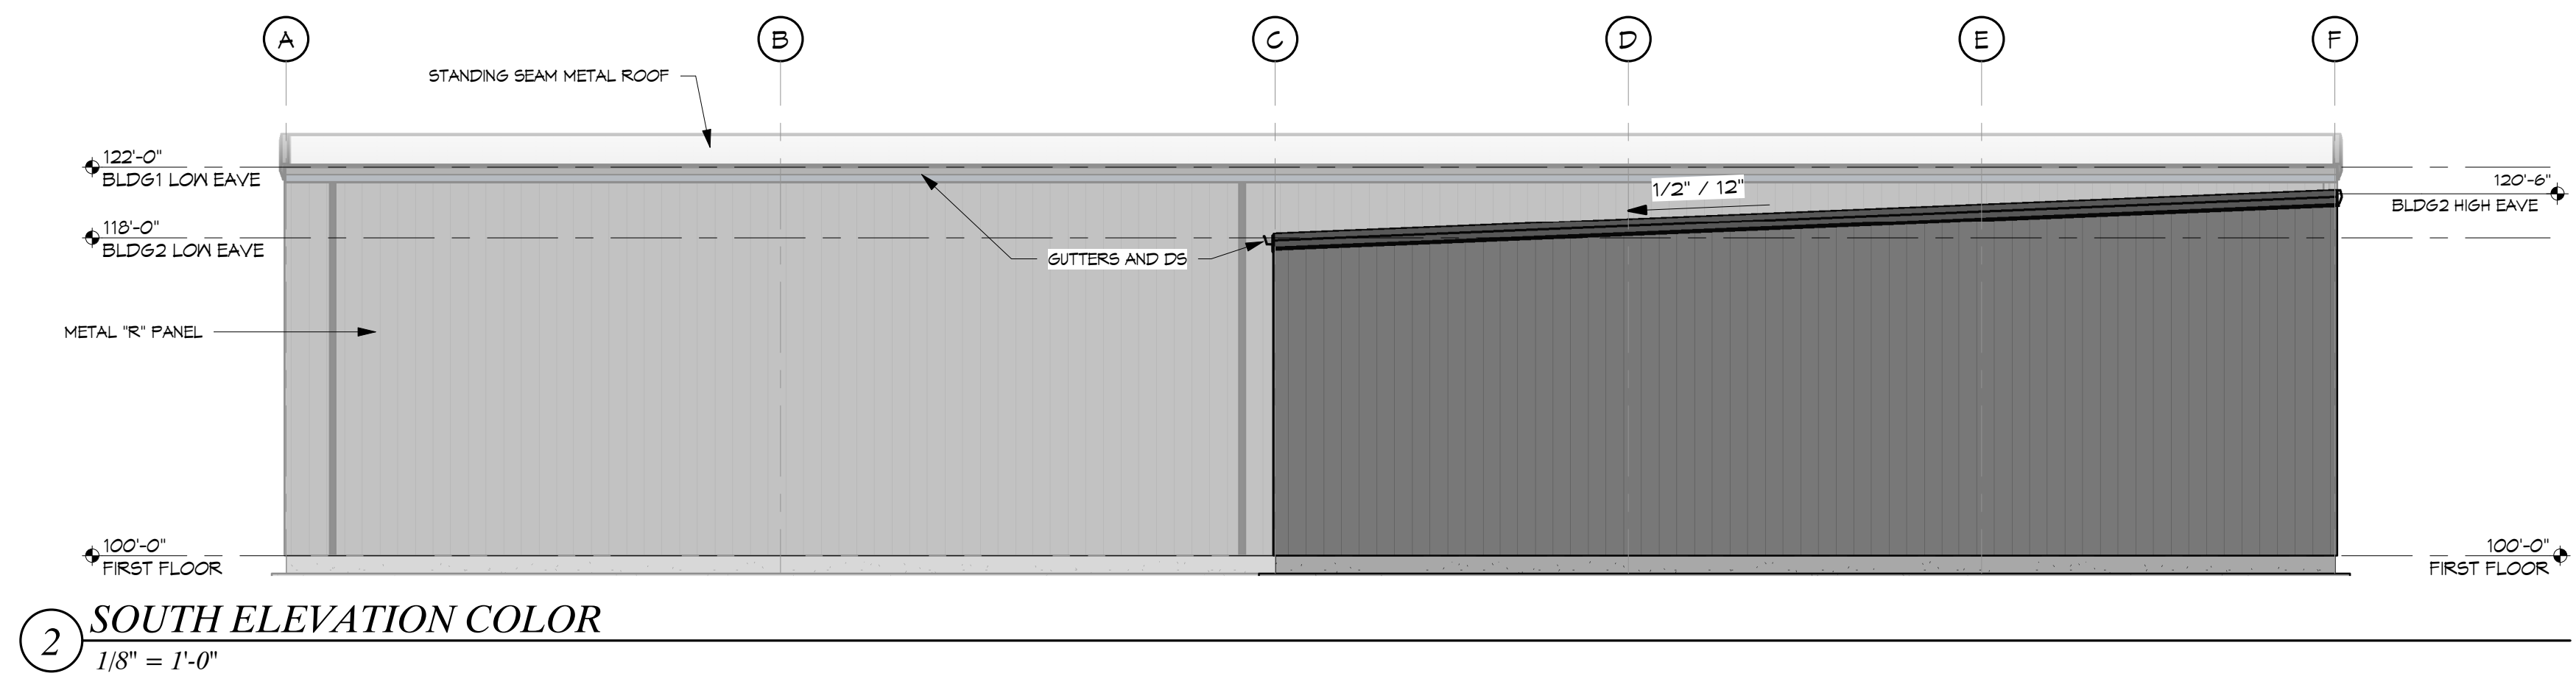 A
B
C
D
E
F
STANDING SEAM METAL ROOF
122'-0"
BLDG1 LOW EAVE
1/2" / 12"
120'-6"
BLDG2 HIGH EAVE
118'-0"
BLDG2 LOW EAVE
GUTTERS AND DS
METAL "R" PANEL
100'-0"
FIRST FLOOR
100'-0"
FIRST FLOOR
2
SOUTH ELEVATION COLOR
1/8" = 1'-0"